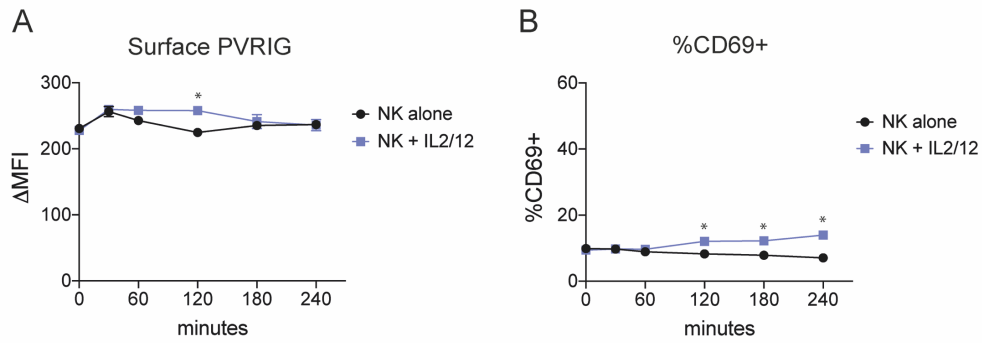 A
Surface PVRIG
300
200
100
0
ΔMFI
*
0 60 120 180 240
minutes
NK alone
NK + IL2/12
B
%CD69+
60
40
20
0
%CD69+
* * *
0 60 120 180 240
minutes
NK alone
NK + IL2/12